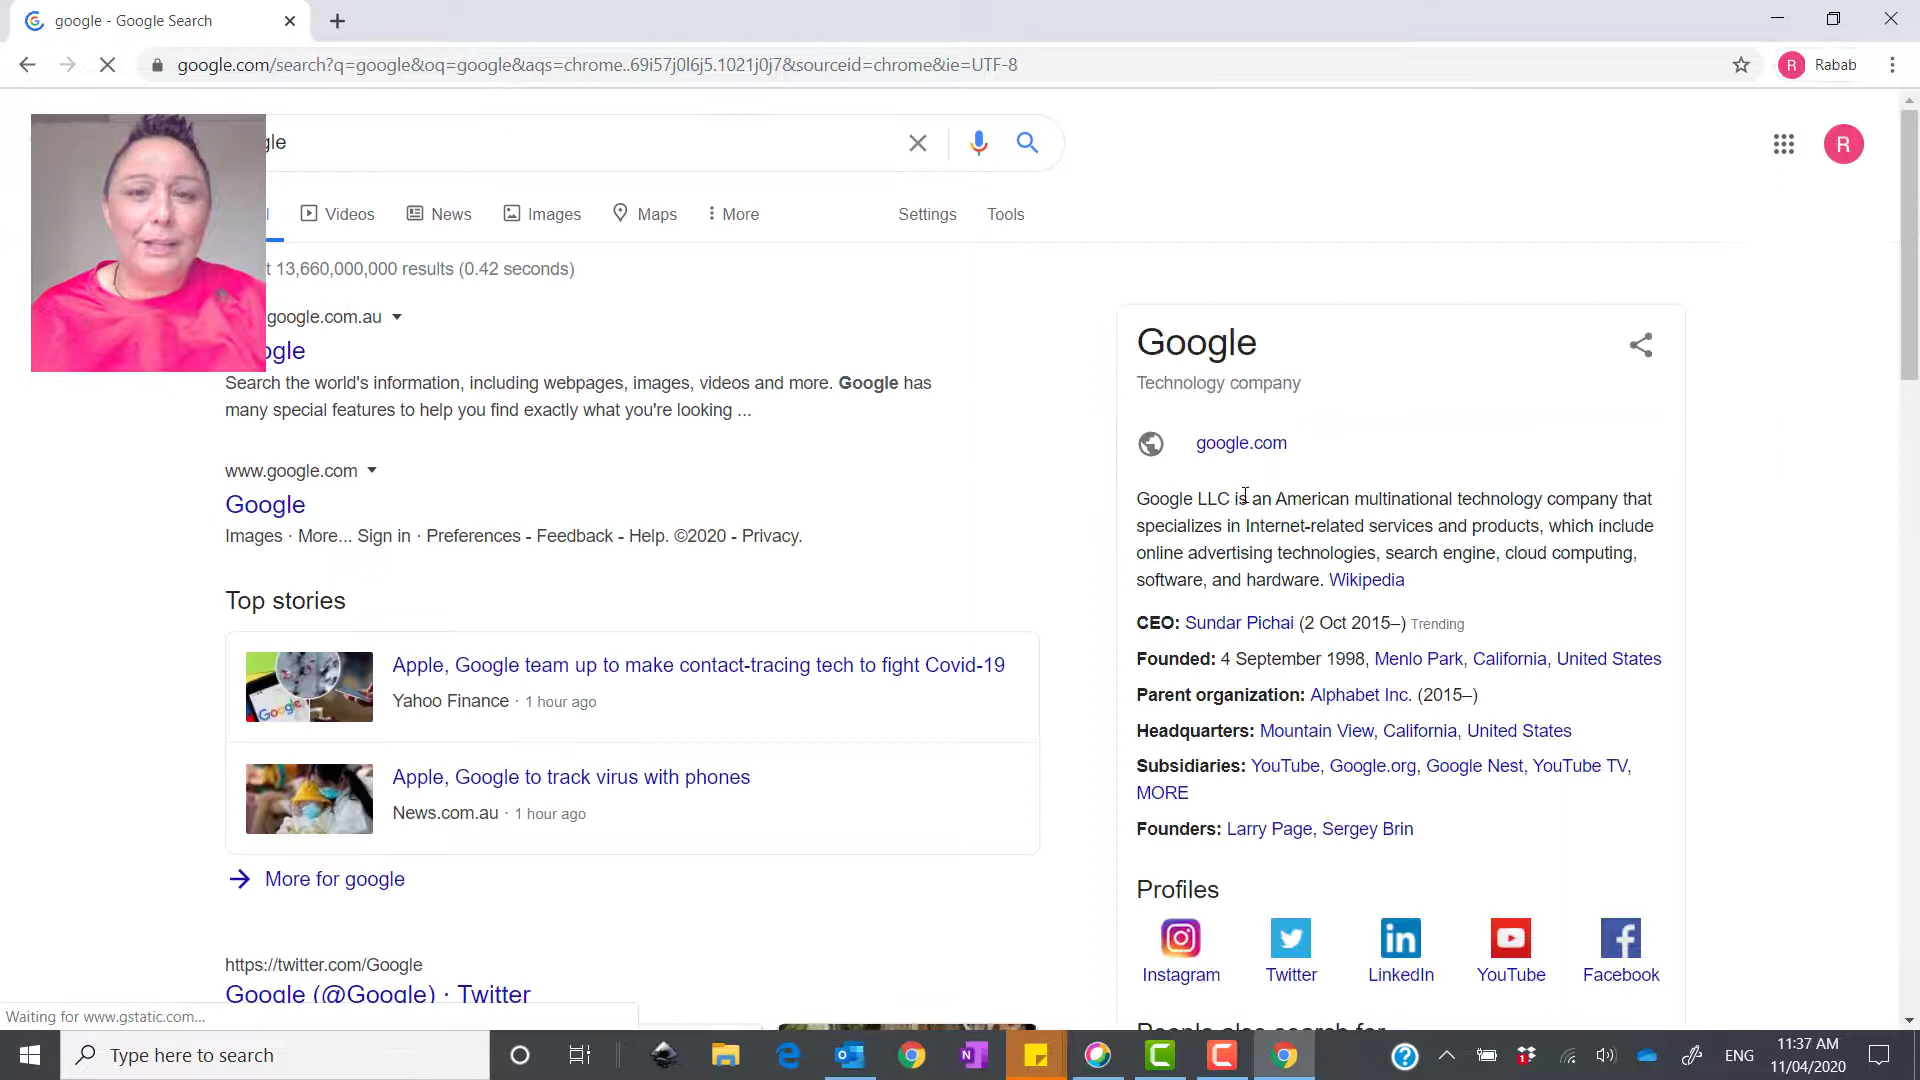 google - Google Search
google.com/search?q=google&oq=google&aqs=chrome..69i57j0l6j5.1021j0j7&sourceid=chrome&ie=UTF-8
R Rabab
gle
R
Videos News Images Maps More Settings Tools
13,660,000,000 results (0.42 seconds)
google.com.au
ogle
Search the world's information, including webpages, images, videos and more. Google has
many special features to help you find exactly what you're looking ...
www.google.com
Google
Images · More... Sign in · Preferences - Feedback - Help. ©2020 - Privacy.
Top stories
Apple, Google team up to make contact-tracing tech to fight Covid-19
Yahoo Finance · 1 hour ago
Apple, Google to track virus with phones
News.com.au · 1 hour ago
More for google
https://twitter.com/Google
Google (@Google) · Twitter
Google
Technology company
google.com
Google LLC is an American multinational technology company that
specializes in Internet-related services and products, which include
online advertising technologies, search engine, cloud computing,
software, and hardware. Wikipedia
CEO: Sundar Pichai (2 Oct 2015–) Trending
Founded: 4 September 1998, Menlo Park, California, United States
Parent organization: Alphabet Inc. (2015–)
Headquarters: Mountain View, California, United States
Subsidiaries: YouTube, Google.org, Google Nest, YouTube TV,
MORE
Founders: Larry Page, Sergey Brin
Profiles
Instagram Twitter LinkedIn YouTube Facebook
People also search for
Waiting for www.gstatic.com...
Type here to search
ENG
11:37 AM
11/04/2020